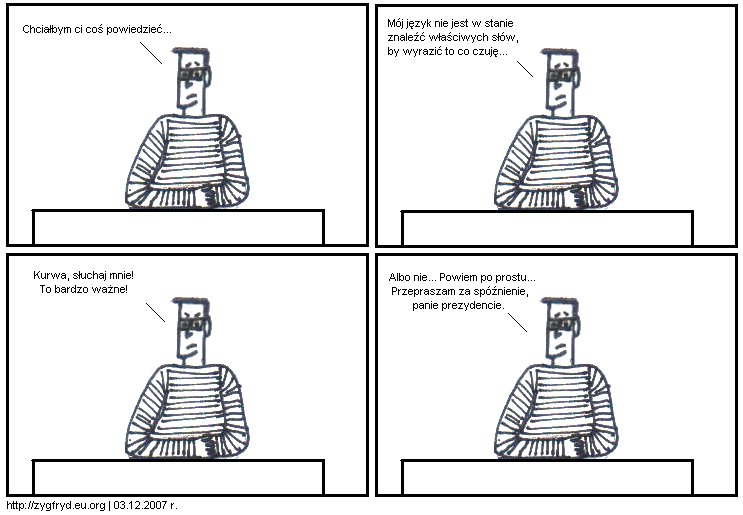 Chciałbym ci coś powiedzieć...
Mój język nie jest w stanie
znaleźć właściwych słów,
by wyrazić to co czuję...
Kurwa, słuchaj mnie!
To bardzo ważne!
Albo nie... Powiem po prostu...
Przepraszam za spóźnienie,
panie prezydencie.
http://zygfryd.eu.org | 03.12.2007 r.